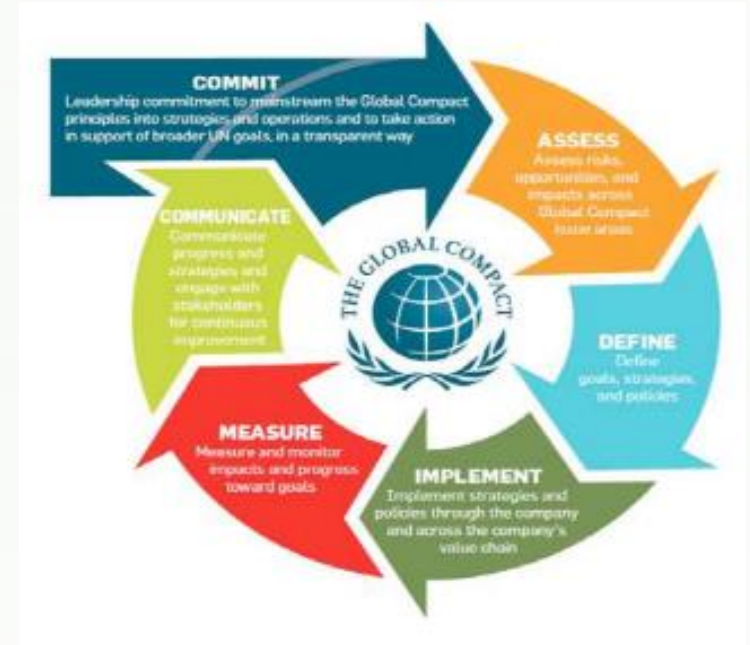 COMMIT
Leadership commitment to mainstream the Global Compact
principles into strategies and operations and to take action
in support of broader UN goals, in a transparent way
ASSESS
Assess risks,
opportunities, and
impacts across
Global Compact
issue areas
DEFINE
Define
goals, strategies,
and policies
IMPLEMENT
Implement strategies and
policies through the company
and across the company's
value chain
MEASURE
Measure and monitor
impacts and progress
toward goals
COMMUNICATE
Communicate
progress and
strategies and
engage with
stakeholders
for continuous
improvement
THE GLOBAL COMPACT